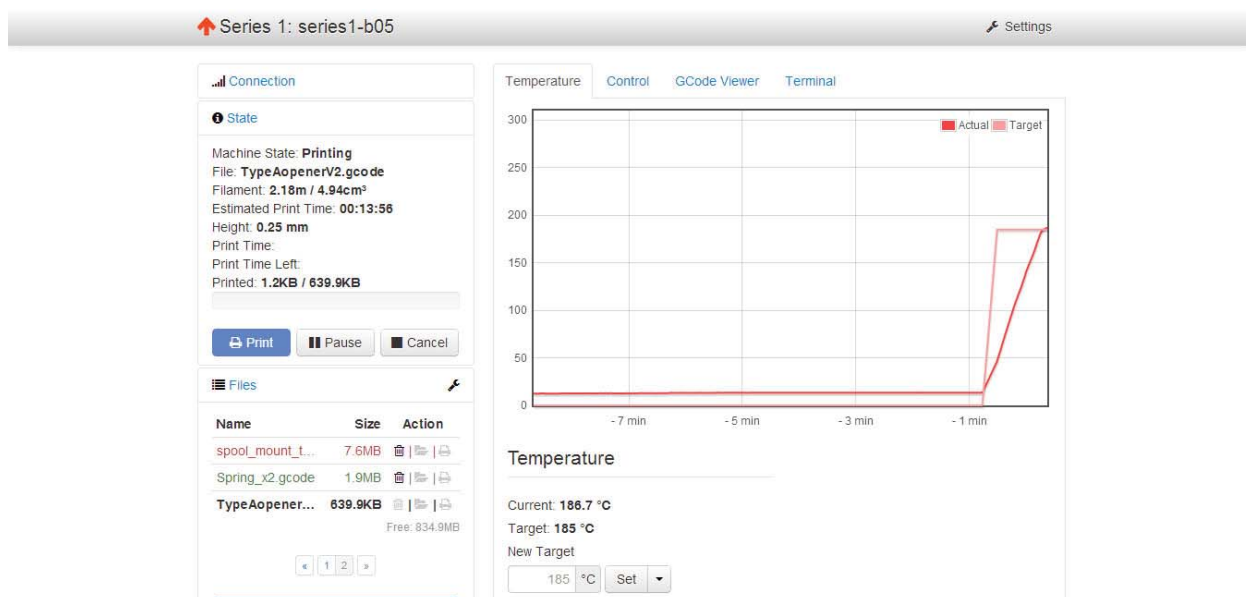 Series 1: series1-b05
Settings
Connection
State
Machine State: Printing
File: TypeAopenerV2.gcode
Filament: 2.18m / 4.94cm³
Estimated Print Time: 00:13:56
Height: 0.25 mm
Print Time:
Print Time Left:
Printed: 1.2KB / 639.9KB
Print Pause Cancel
Files
Name Size Action
spool_mount_t... 7.6MB | |
Spring_x2.gcode 1.9MB | |
TypeAopener... 639.9KB | |
Free: 834.9MB
« 1 2 »
Temperature Control GCode Viewer Terminal
Actual Target
300
250
200
150
100
50
0
- 7 min - 5 min - 3 min - 1 min
Temperature
Current: 186.7 °C
Target: 185 °C
New Target
185 °C Set